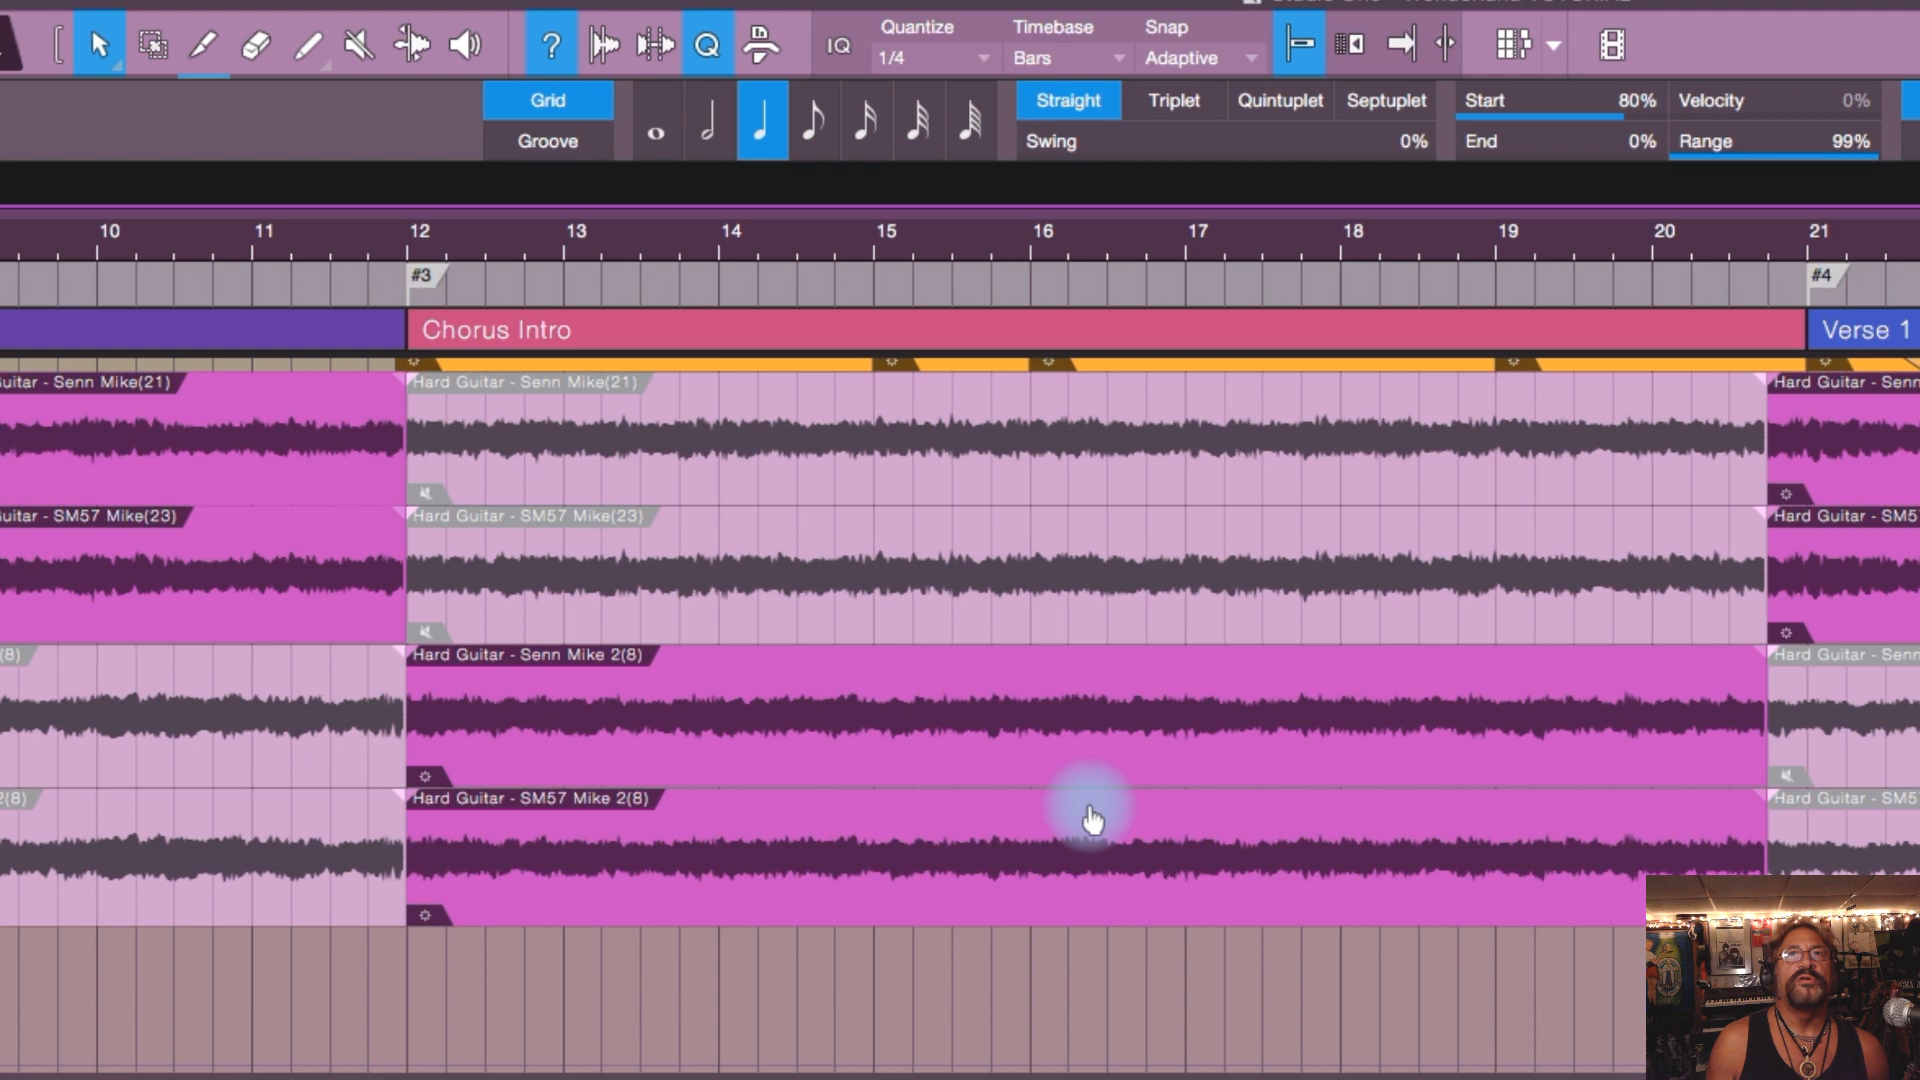 Quantize Timebase Snap
IQ 1/4 Bars Adaptive
Grid Straight Triplet Quintuplet Septuplet Start 80% Velocity 0%
Groove Swing 0% End 0% Range 99%
10 11 12 13 14 15 16 17 18 19 20 21
#3 #4
Chorus Intro Verse 1
uitar - Senn Mike(21) Hard Guitar - Senn Mike(21) Hard Guitar - Senn
uitar - SM57 Mike(23) Hard Guitar - SM57 Mike(23) Hard Guitar - SM5
(8) Hard Guitar - Senn Mike 2(8) Hard Guitar - Senn
2(8) Hard Guitar - SM57 Mike 2(8) Hard Guitar - SM5